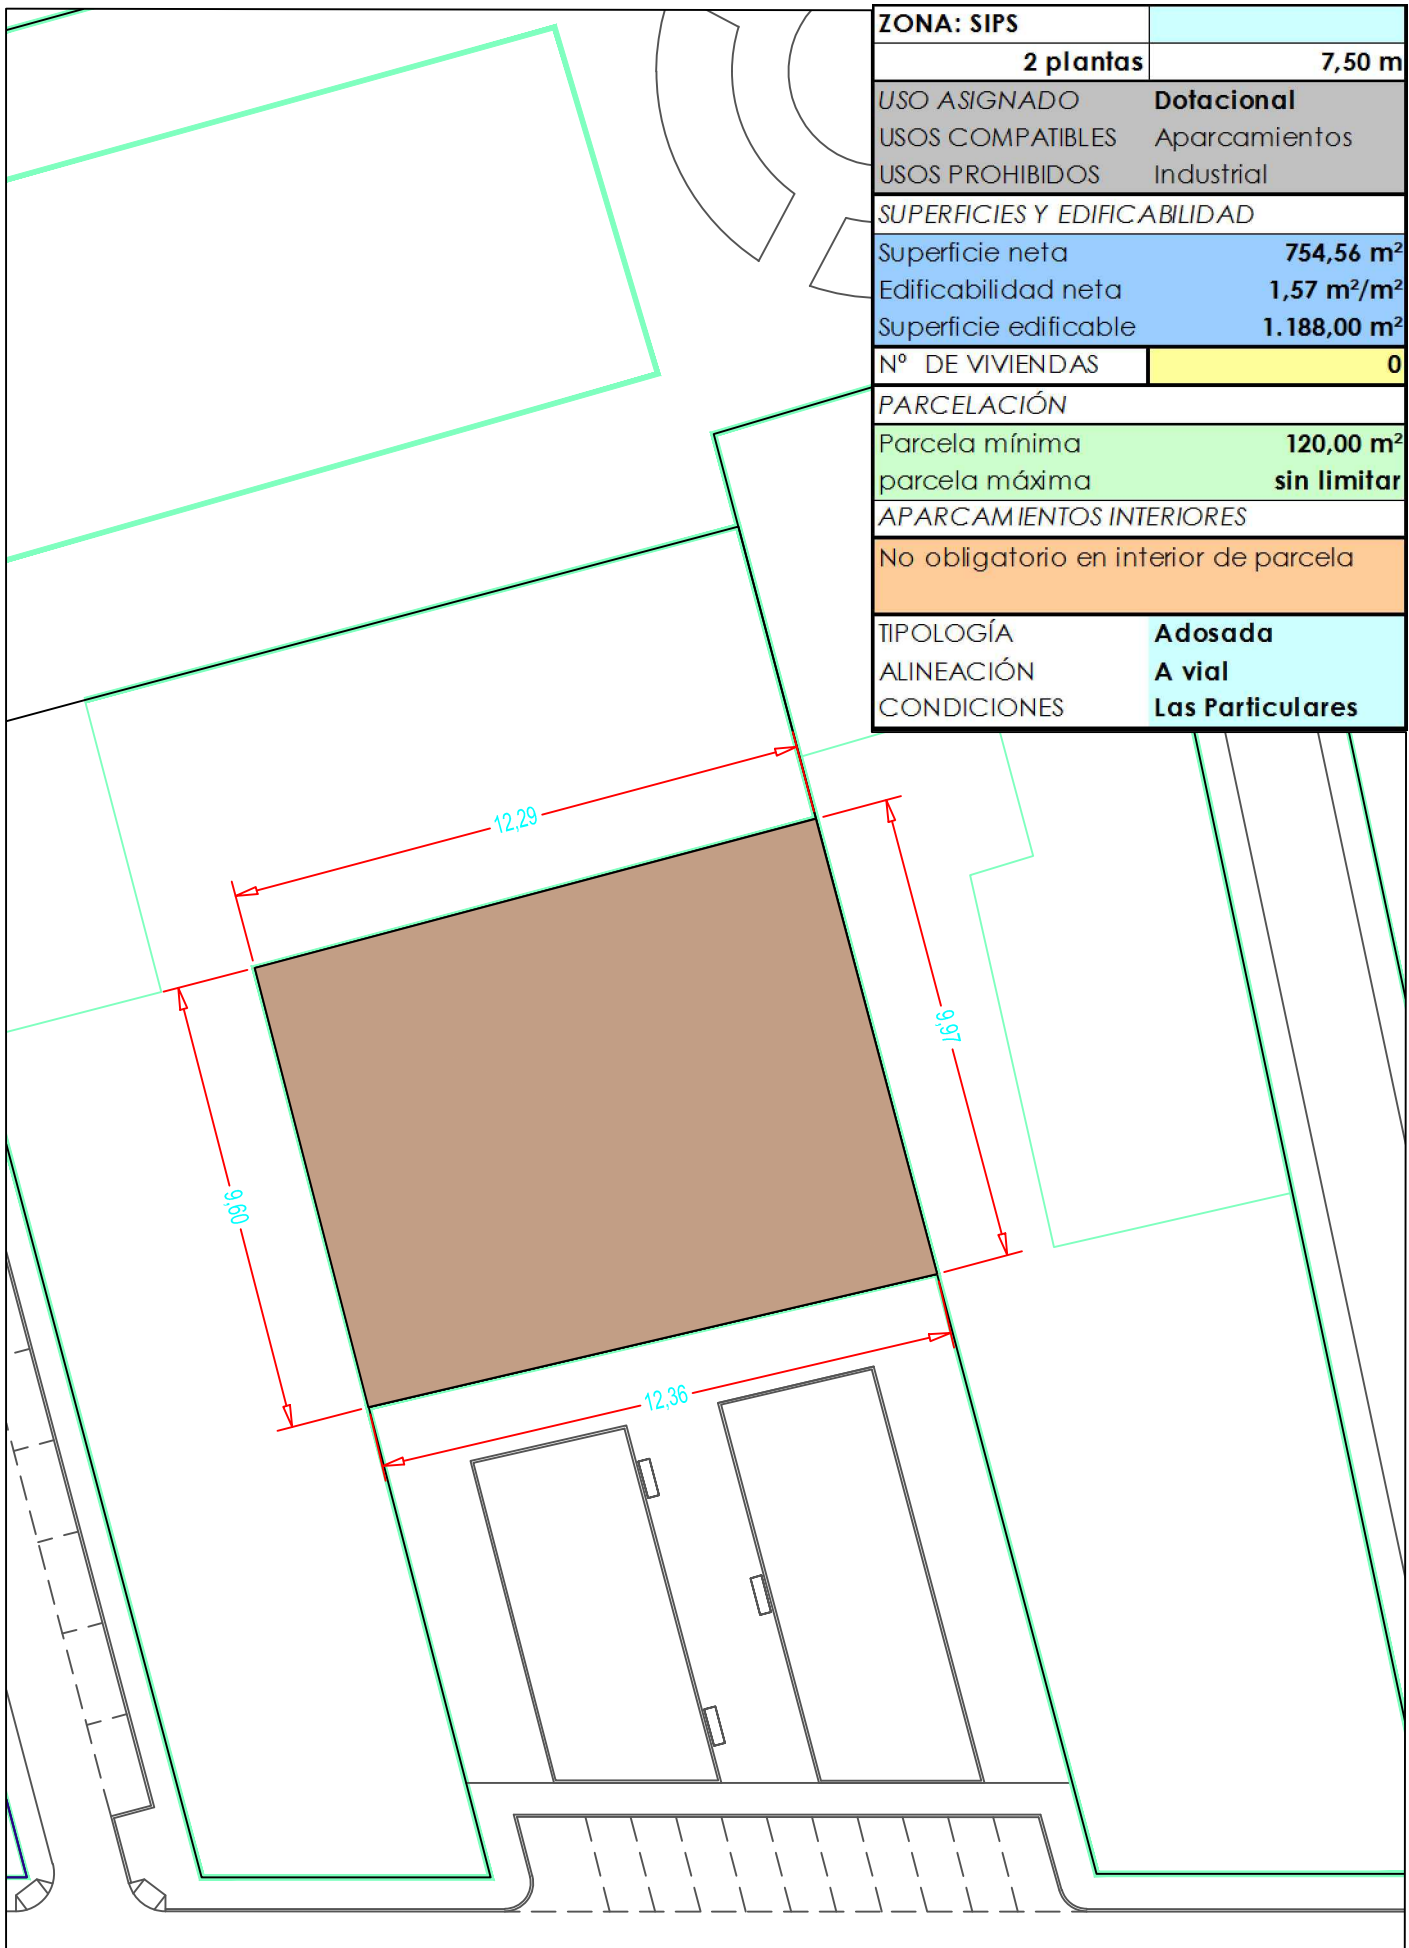 ZONA: SIPS
2 plantas 7,50 m
USO ASIGNADO Dotacional
USOS COMPATIBLES Aparcamientos
USOS PROHIBIDOS Industrial
SUPERFICIES Y EDIFICABILIDAD
Superficie neta 754,56 m²
Edificabilidad neta 1,57 m²/m²
Superficie edificable 1.188,00 m²
Nº DE VIVIENDAS 0
PARCELACIÓN
Parcela mínima 120,00 m²
parcela máxima sin limitar
APARCAMIENTOS INTERIORES
No obligatorio en interior de parcela
TIPOLOGÍA Adosada
ALINEACIÓN A vial
CONDICIONES Las Particulares
12,29
9,97
9,60
12,36